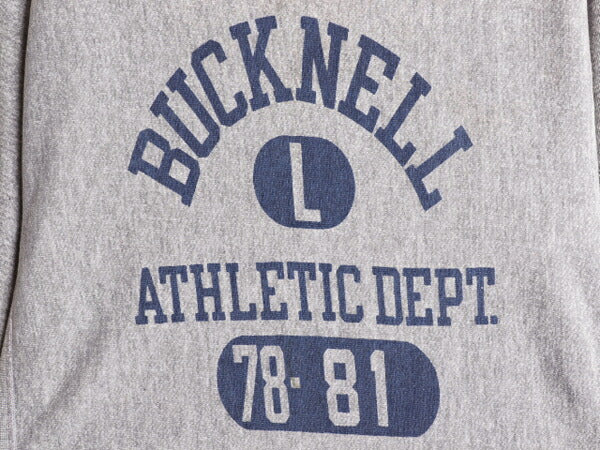 BUCKNELL
L
ATHLETIC DEPT.
78-81